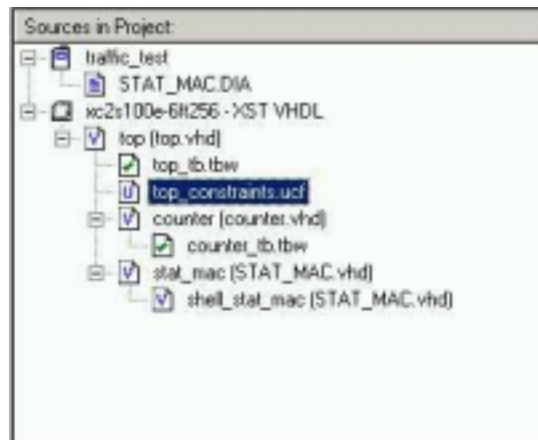 Sources in Project:
traffic_test
STAT_MAC.DIA
xc2s100e-6ft256 - XST VHDL
top (top.vhd)
top_tb.tbw
top_constraints.ucf
counter (counter.vhd)
counter_tb.tbw
stat_mac (STAT_MAC.vhd)
shell_stat_mac (STAT_MAC.vhd)